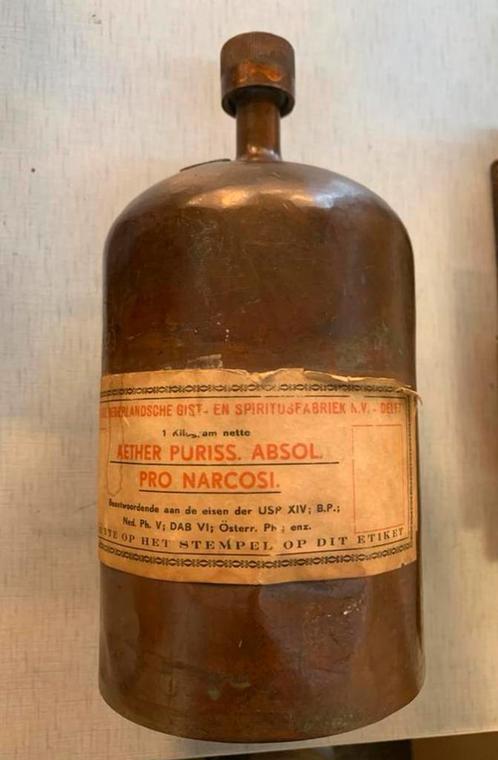 NEDERLANDSCHE GIST- EN SPIRITUSFABRIEK N.V. - DELFT
1 Kilogram netto
AETHER PURISS. ABSOL.
PRO NARCOSI.
Beantwoordende aan de eisen der USP XIV; B.P.;
Ned. Ph. V; DAB VI; Österr. Ph ; enz.
OP HET STEMPEL OP DIT ETIKET